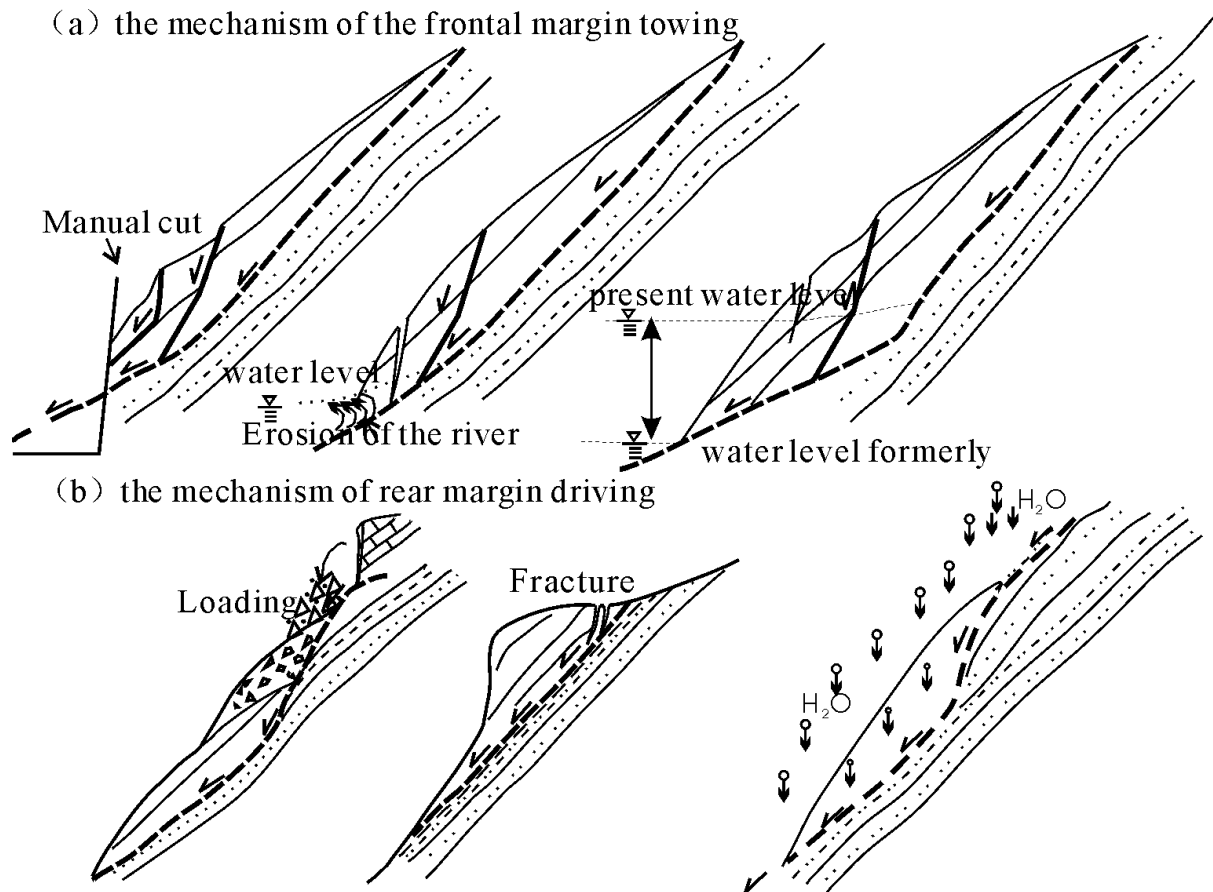 （a）the mechanism of the frontal margin towing
Manual cut
present water level
water level
Erosion of the river
water level formerly
（b）the mechanism of rear margin driving
H₂O
Loading
Fracture
H₂O